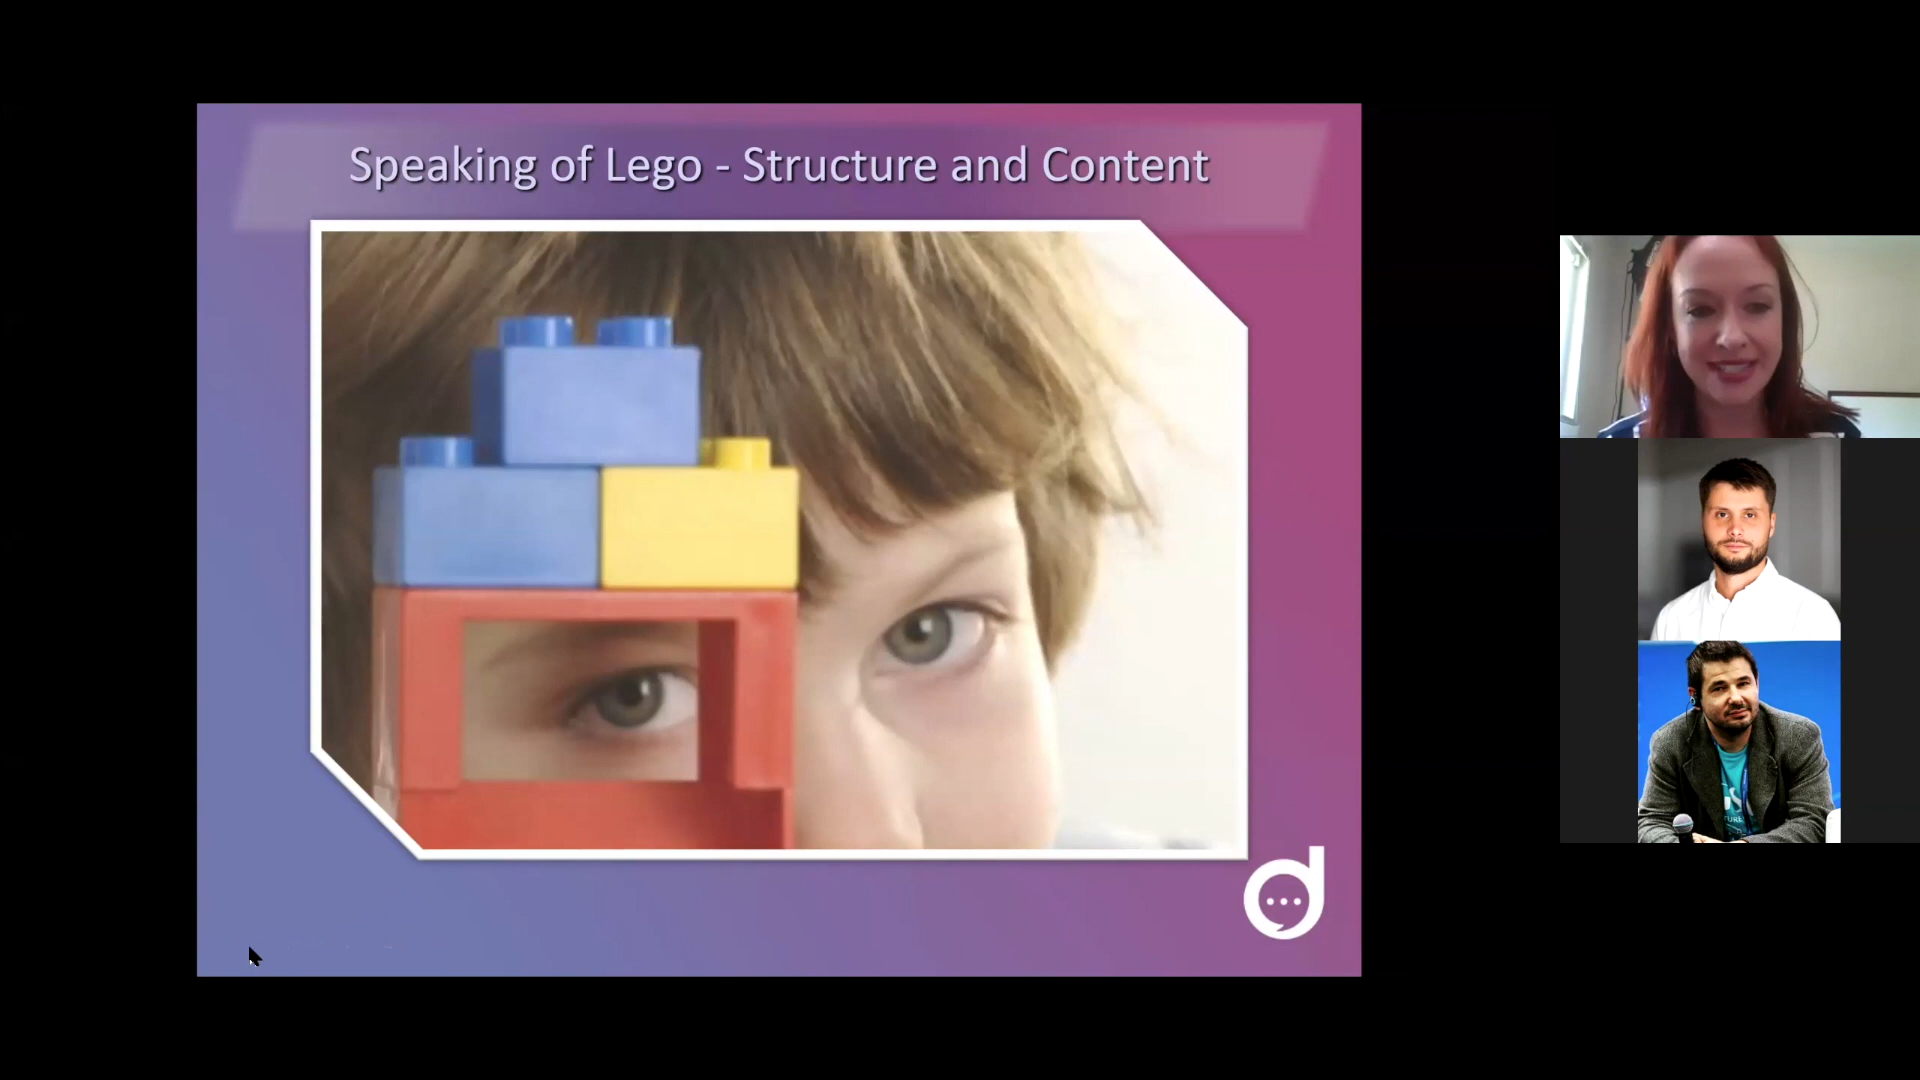 Speaking of Lego - Structure and Content